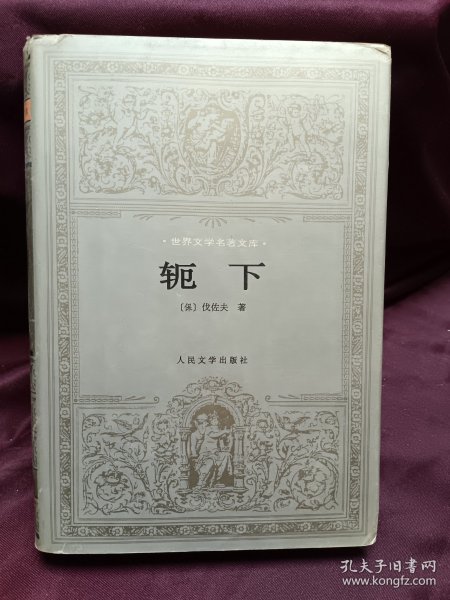 ·世界文学名著文库·
轭下
〔保〕伐佐夫 著
人民文学出版社
孔夫子旧书网
www.kongfz.com